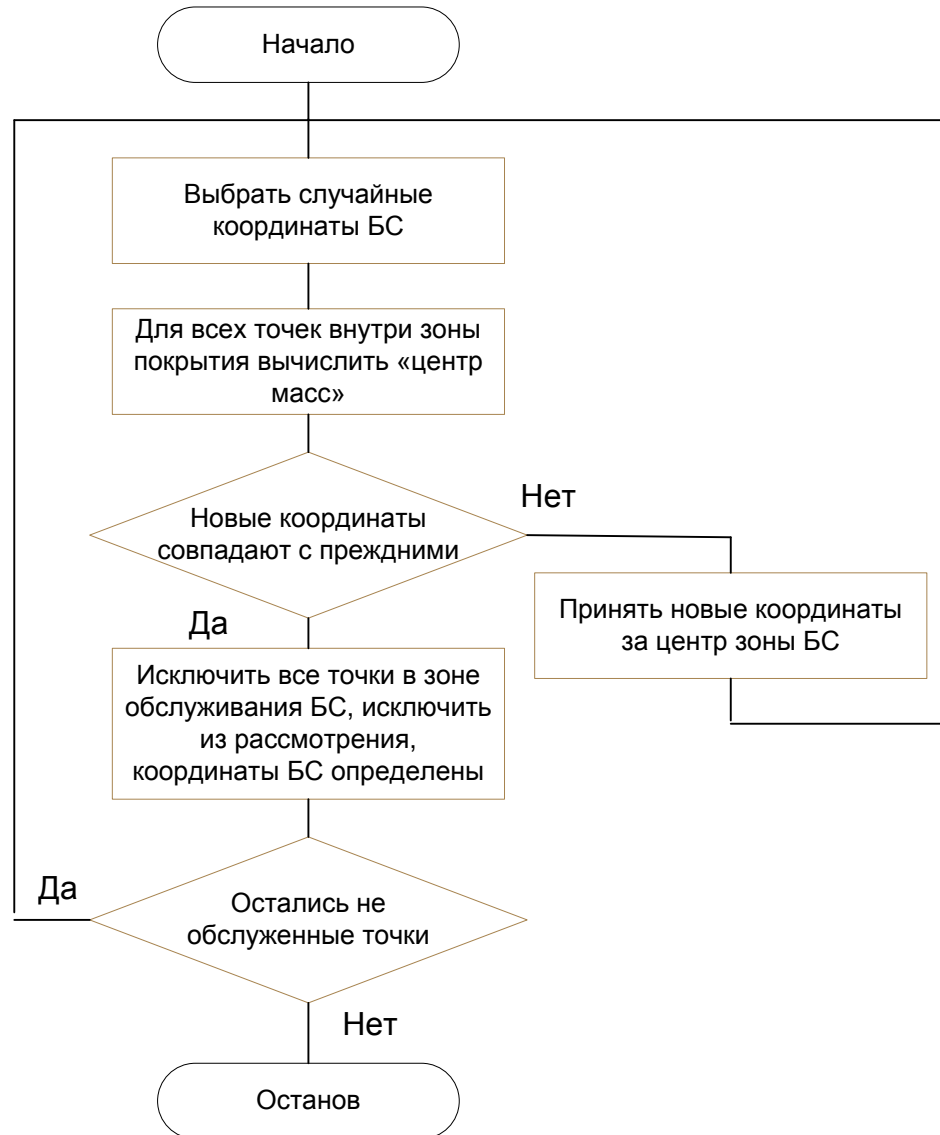 Начало
Выбрать случайные
координаты БС
Для всех точек внутри зоны
покрытия вычислить «центр
масс»
Новые координаты
совпадают с преждними
Нет
Принять новые координаты
за центр зоны БС
Да
Исключить все точки в зоне
обслуживания БС, исключить
из рассмотрения,
координаты БС определены
Да
Остались не
обслуженные точки
Нет
Останов